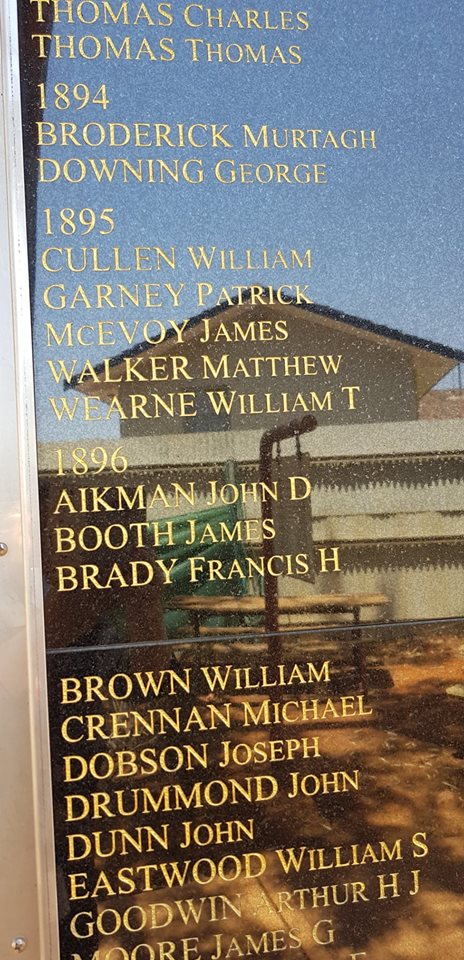 THOMAS CHARLES
THOMAS THOMAS
1894
BRODERICK MURTAGH
DOWNING GEORGE
1895
CULLEN WILLIAM
GARNEY PATRICK
MCEVOY JAMES
WALKER MATTHEW
WEARNE WILLIAM T
1896
AIKMAN JOHN D
BOOTH JAMES
BRADY FRANCIS H
BROWN WILLIAM
CRENNAN MICHAEL
DOBSON JOSEPH
DRUMMOND JOHN
DUNN JOHN
EASTWOOD WILLIAM S
GOODWIN ARTHUR H J
MOORE JAMES G